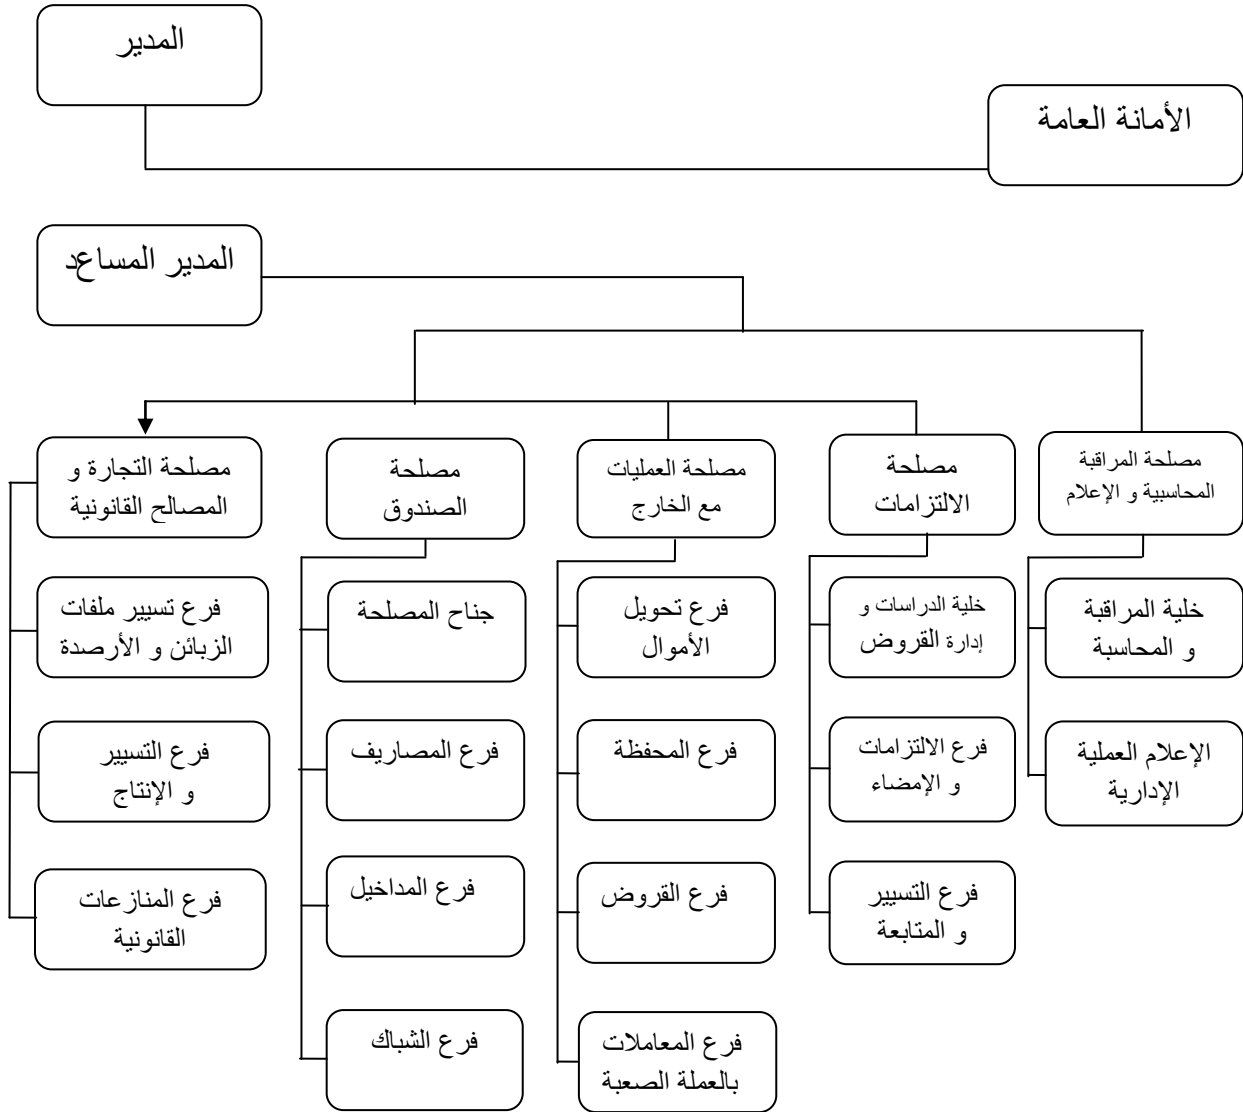 المدير
الأمانة العامة
المدير المساعد
مصلحة المراقبة
المحاسبية و الإعلام
مصلحة
الالتزامات
مصلحة العمليات
مع الخارج
مصلحة
الصندوق
مصلحة التجارة و
المصالح القانونية
خلية المراقبة
و المحاسبة
خلية الدراسات و
إدارة القروض
فرع تحويل
الأموال
جناح المصلحة
فرع تسيير ملفات
الزبائن و الأرصدة
الإعلام العملية
الإدارية
فرع الالتزامات
و الإمضاء
فرع المحفظة
فرع المصاريف
فرع التسيير
و الإنتاج
فرع التسيير
و المتابعة
فرع القروض
فرع المداخيل
فرع المنازعات
القانونية
فرع المعاملات
بالعملة الصعبة
فرع الشباك